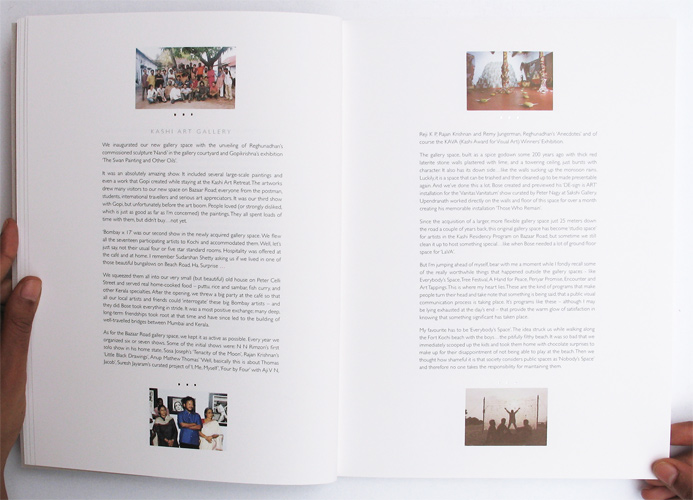 KASHI ART GALLERY
We inaugurated our new gallery space with the unveiling of Reghunadhan's
commissioned sculpture 'Nandi' in the gallery courtyard and Gopikrishna's exhibition
'The Swan Painting and Other Oils'.
It was an absolutely amazing show. It included several large-scale paintings and
even a work that Gopi created while staying at the Kashi Art Retreat. The artworks
drew many visitors to our new space on Bazaar Road; everyone from the postman,
students, international travellers and serious art appreciators. It was our third show
with Gopi, but unfortunately, before the art boom. People loved (or strongly disliked,
which is just as good as far as I'm concerned) the paintings. They all spent loads of
time with them, but didn't buy. . .not yet.
'Bombay x 17' was our second show in the newly acquired gallery space. We flew
all the seventeen participating artists to Kochi and accommodated them. Well, let's
just say not their usual four or five star standard rooms. Hospitality was offered at
the café and at home. I remember Sudarshan Shetty asking us if we lived in one of
those beautiful bungalows on Beach Road. Ha. Surprise. . .
We squeezed them all into our very small (but beautiful) old house on Peter Celli
Street and served real home-cooked food – puttu, rice and sambar, fish curry, and
other Kerala specialties. After the opening, we threw a big party at the café so that
all our local artists and friends could 'interrogate' these big Bombay artists – and
they did. Bose took everything in stride. It was a most positive exchange; many deep,
long-term friendships took root at that time and have since led to the building of
well-travelled bridges between Mumbai and Kerala.
As for the Bazaar Road gallery space, we kept it as active as possible. Every year we
organized six or seven shows. Some of the initial shows were: N. N. Rimzon's first
solo show in his home state, Soca Joseph's 'Tenacity of the Moon', Rajan Krishnan's
'Little Black Drawings', Anup Mathew Thomas' 'Well, basically this is about Thomas
Jacob', Suresh Jayaram's curated project of 'I, Me, Myself', 'Four by Four' with Aji V. N,
Reji K P, Rajan Krishnan and Remy Jungerman, Reghunadhan's 'Anecdotes' and of
course the KAVA (Kashi Award for Visual Art) Winners' Exhibition.
The gallery space, built as a spice godown some 200 years ago with thick red
laterite stone walls plastered with lime, and a towering ceiling, just bursts with
character. It also has its down side. . .like the walls sucking up the monsoon rains.
Luckily, it is a space that can be trashed and then cleaned up to be made presentable
again. And we've done this a lot. Bose created and preserved his 'DE-sign is ART'
installation for the 'Vanitas Vanitatum' show curated by Peter Nagy at Sakshi Gallery.
Upendranath worked directly on the walls and floor of this space for over a month
creating his memorable installation 'Those Who Remain'.
Since the acquisition of a larger, more flexible gallery space just 25 meters down
the road a couple of years back, this original gallery space has become 'studio space'
for artists in the Kashi Residency Program on Bazaar Road, but sometime we still
clean it up to host something special. . .like when Bose needed a lot of ground floor
space for 'LaVA'.
But I'm jumping ahead of myself, bear with me a moment while I fondly recall some
of the really worthwhile things that happened outside the gallery spaces – like
Everybody's Space, Tree Festival, A Hand for Peace, Periyar Promise, Encounter and
Art Tappings. This is where my heart lies. These are the kind of programs that make
people turn their head and take note that something is being said; that a public visual
communication process is taking place. It's programs like these – although I may
be lying exhausted at the day's end – that provide the warm glow of satisfaction in
knowing that something significant has taken place.
My favourite has to be 'Everybody's Space'. The idea struck us while walking along
the Fort Kochi beach with the boys. . .the pitifully filthy beach. It was so bad that we
immediately scooped up the kids and took them home with chocolate surprises to
make up for their disappointment of not being able to play at the beach. Then we
thought how shameful it is that society considers public spaces as 'Nobody's Space'
and therefore no one takes the responsibility for maintaining them.